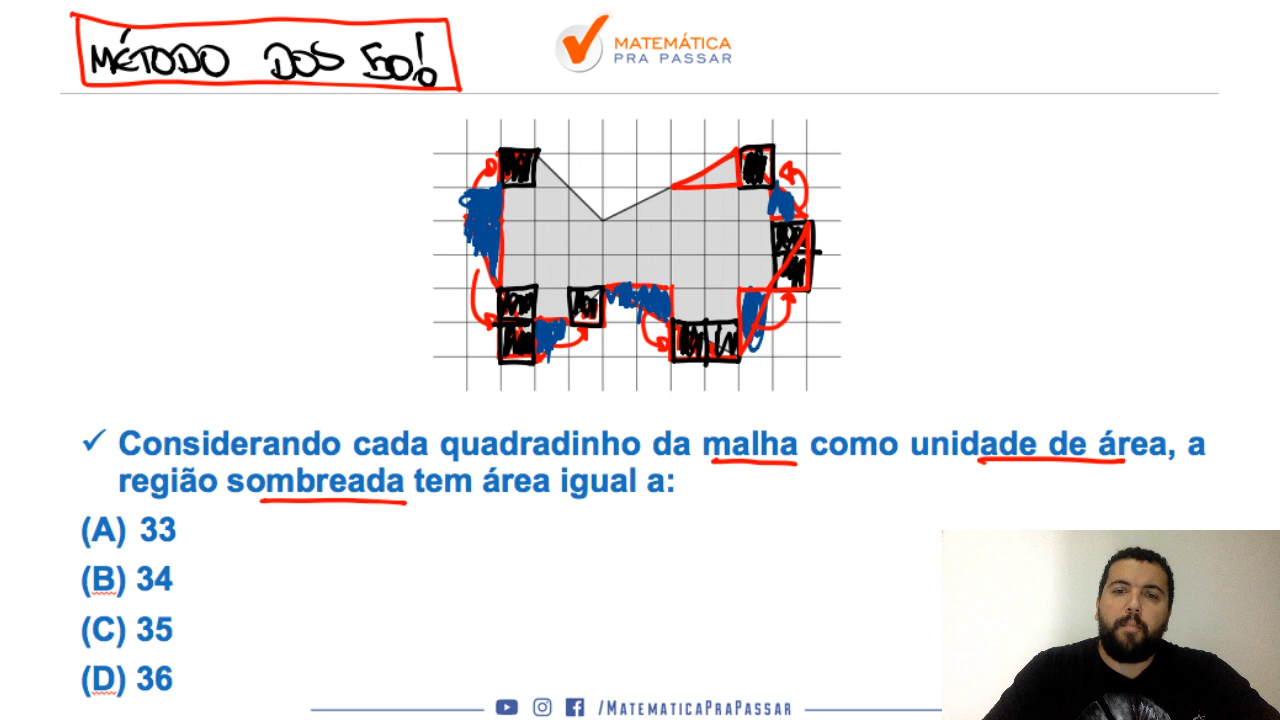 MÉTODO DOS 50!
MATEMÁTICA
PRA PASSAR
✓ Considerando cada quadradinho da malha como unidade de área, a
região sombreada tem área igual a:
(A) 33
(B) 34
(C) 35
(D) 36
/MATEMATICAPRAPASSAR